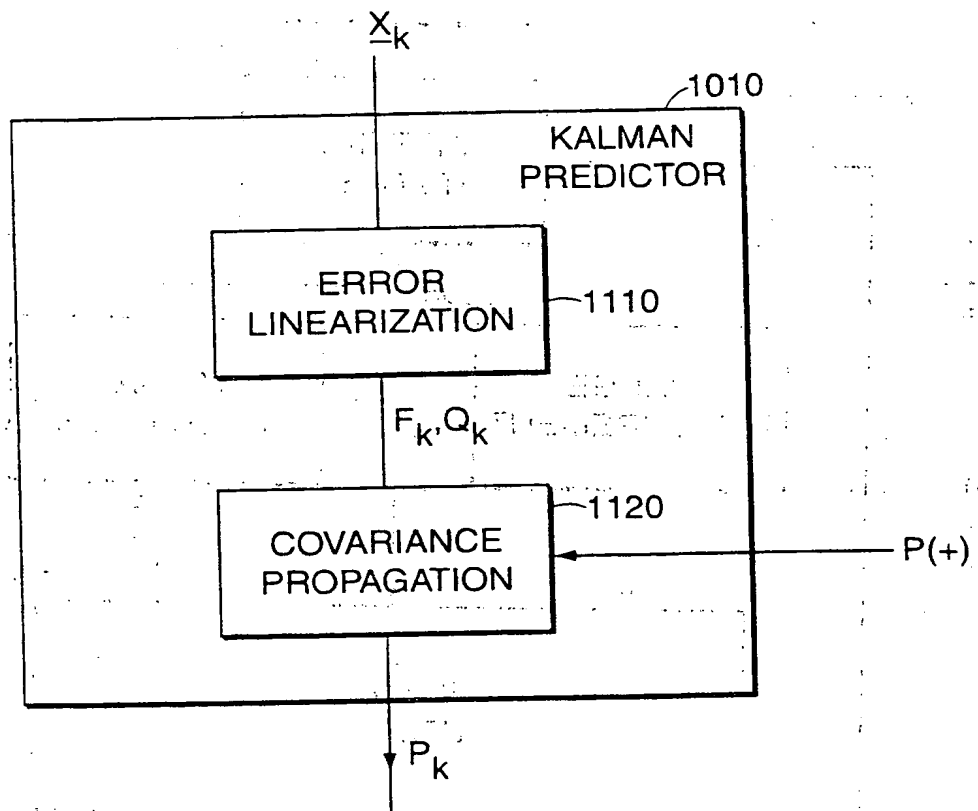 X_k
1010
KALMAN
PREDICTOR
ERROR
LINEARIZATION
1110
F_k,Q_k
1120
COVARIANCE
PROPAGATION
P(+)
P_k